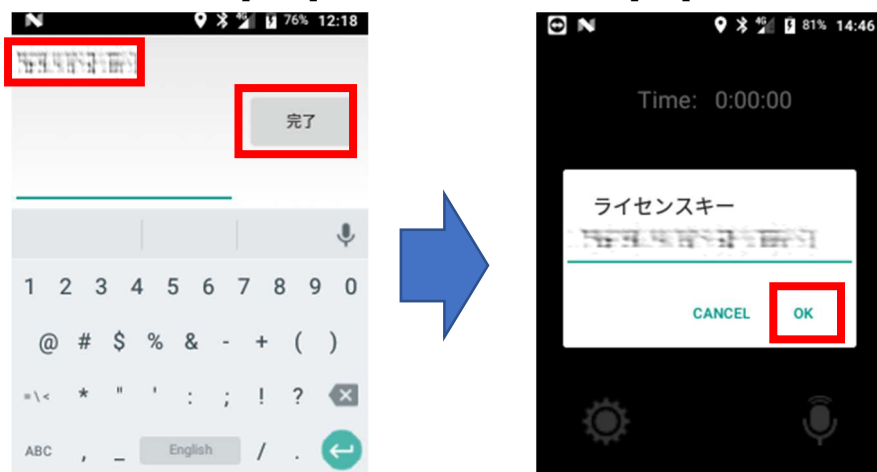 76% 12:18
完了
1 2 3 4 5 6 7 8 9 0
@ # $ % & - + ( )
=\< * " ' : ; ! ?
ABC , _ English / .
4G 81% 14:46
Time: 0:00:00
ライセンスキー
CANCEL OK